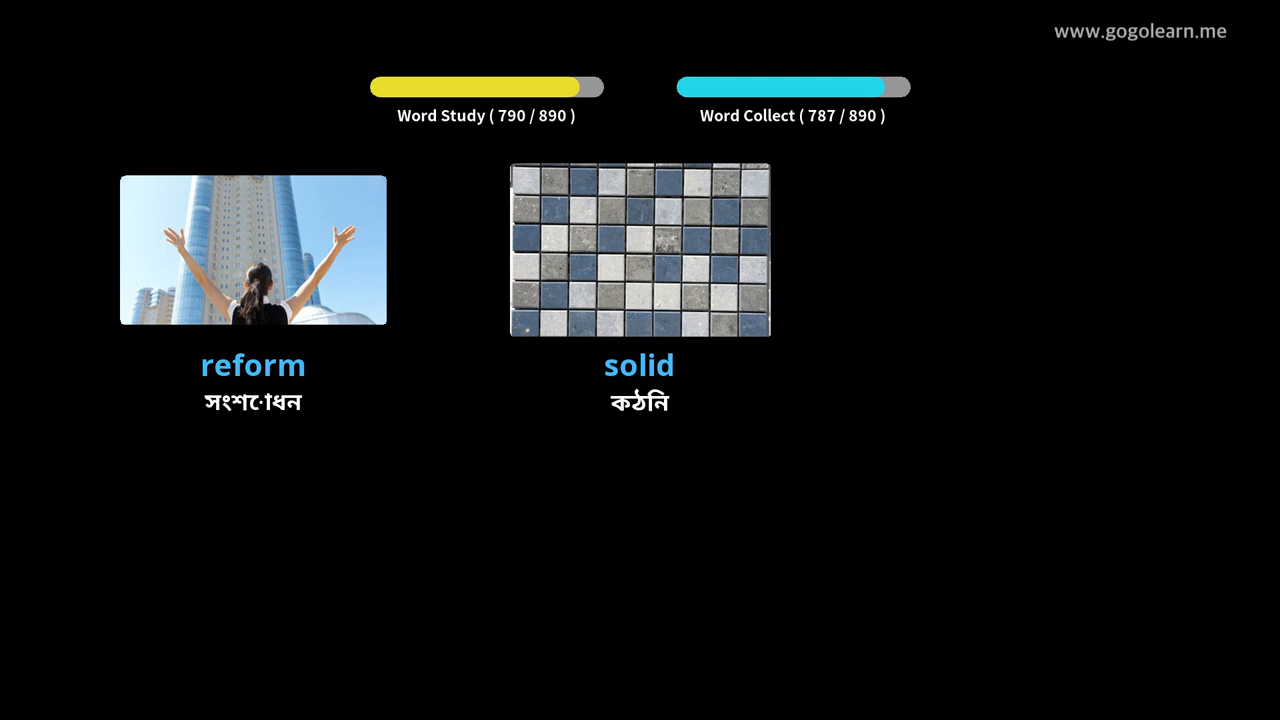 www.gogolearn.me
Word Study ( 790 / 890 )
Word Collect ( 787 / 890 )
reform
সংশোধন
solid
কঠিন